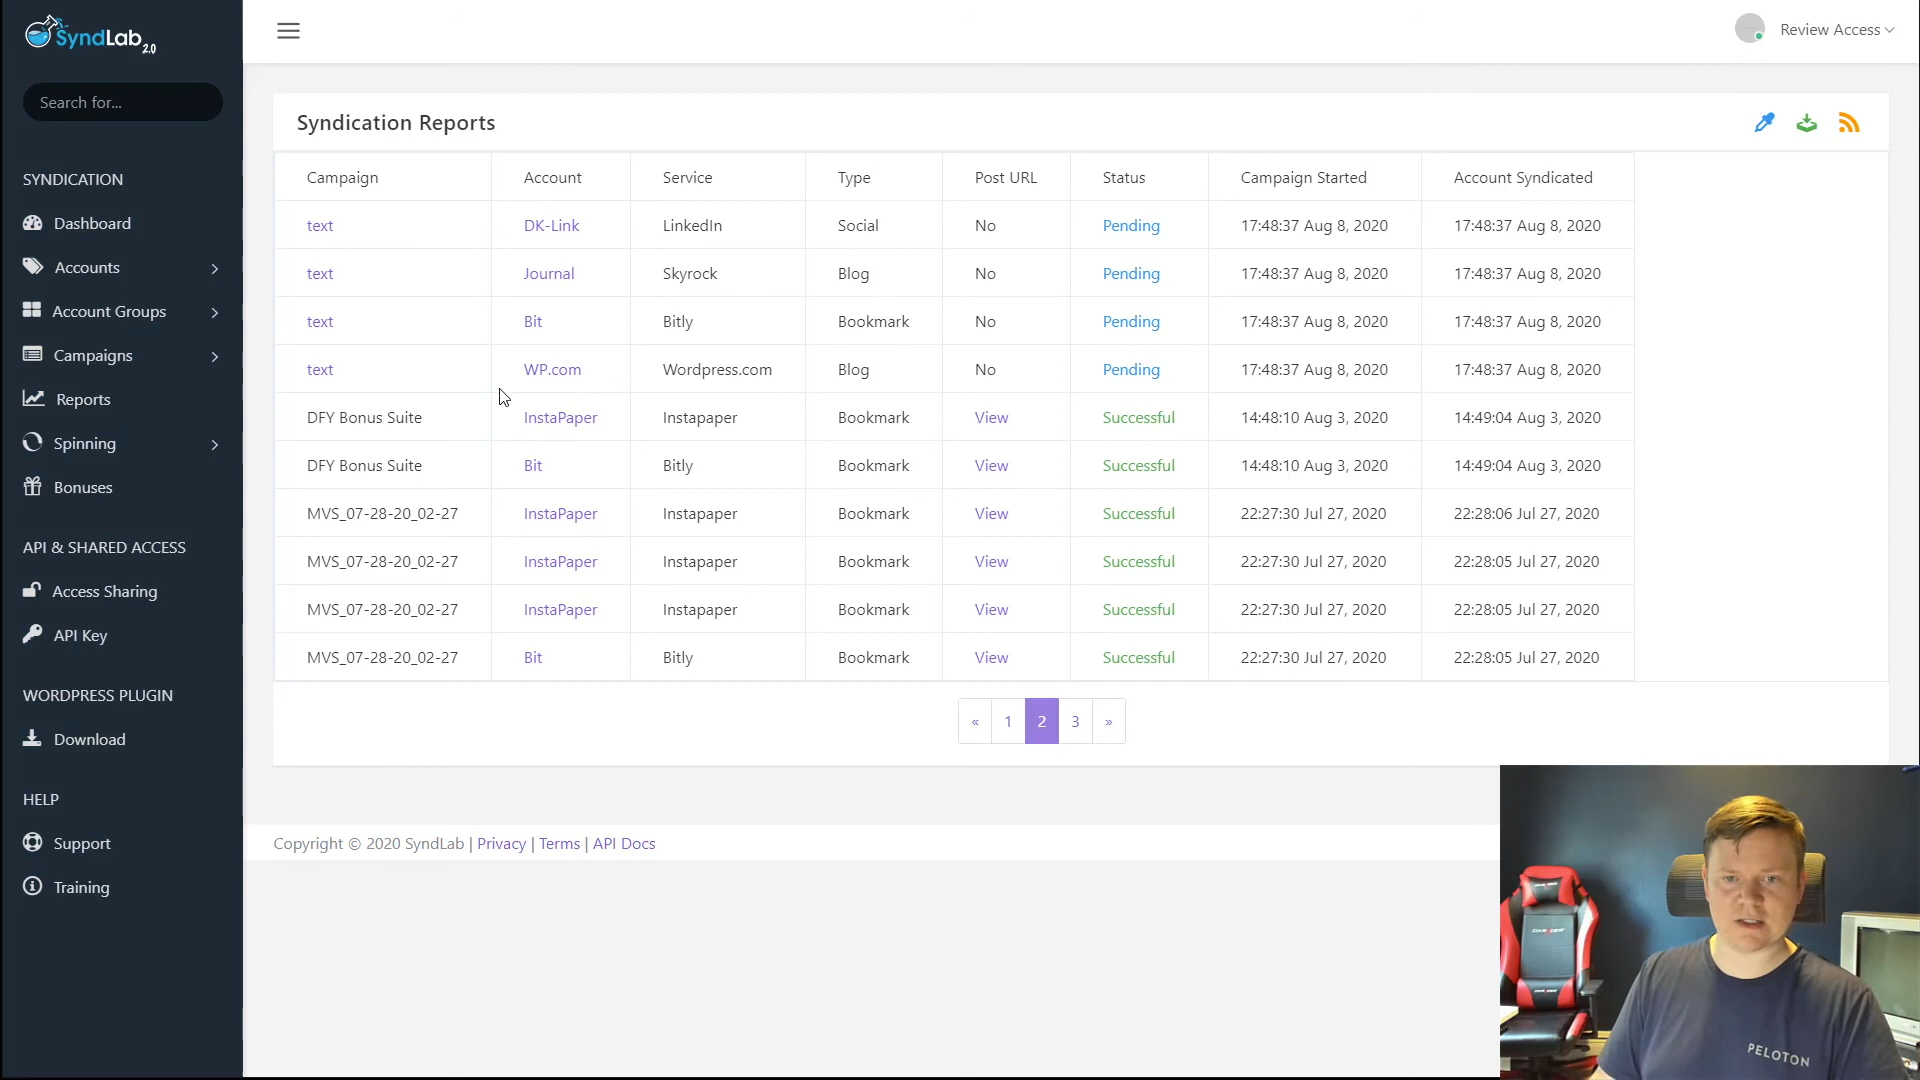 SyndLab 2.0
Review Access
Search for...
SYNDICATION
Dashboard
Accounts
Account Groups
Campaigns
Reports
Spinning
Bonuses
API & SHARED ACCESS
Access Sharing
API Key
WORDPRESS PLUGIN
Download
HELP
Support
Training
Syndication Reports
Campaign Account Service Type Post URL Status Campaign Started Account Syndicated
text DK-Link LinkedIn Social No Pending 17:48:37 Aug 8, 2020 17:48:37 Aug 8, 2020
text Journal Skyrock Blog No Pending 17:48:37 Aug 8, 2020 17:48:37 Aug 8, 2020
text Bit Bitly Bookmark No Pending 17:48:37 Aug 8, 2020 17:48:37 Aug 8, 2020
text WP.com Wordpress.com Blog No Pending 17:48:37 Aug 8, 2020 17:48:37 Aug 8, 2020
DFY Bonus Suite InstaPaper Instapaper Bookmark View Successful 14:48:10 Aug 3, 2020 14:49:04 Aug 3, 2020
DFY Bonus Suite Bit Bitly Bookmark View Successful 14:48:10 Aug 3, 2020 14:49:04 Aug 3, 2020
MVS_07-28-20_02-27 InstaPaper Instapaper Bookmark View Successful 22:27:30 Jul 27, 2020 22:28:06 Jul 27, 2020
MVS_07-28-20_02-27 InstaPaper Instapaper Bookmark View Successful 22:27:30 Jul 27, 2020 22:28:05 Jul 27, 2020
MVS_07-28-20_02-27 InstaPaper Instapaper Bookmark View Successful 22:27:30 Jul 27, 2020 22:28:05 Jul 27, 2020
MVS_07-28-20_02-27 Bit Bitly Bookmark View Successful 22:27:30 Jul 27, 2020 22:28:05 Jul 27, 2020
« 1 2 3 »
Copyright © 2020 SyndLab | Privacy | Terms | API Docs
PELOTON